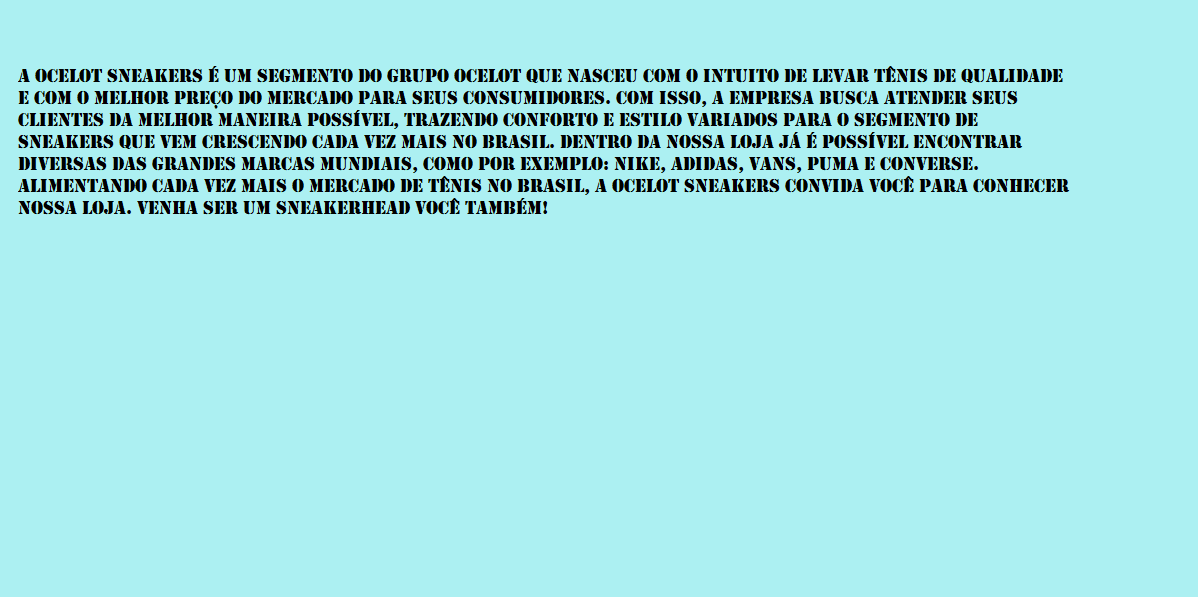 A OCELOT SNEAKERS É UM SEGMENTO DO GRUPO OCELOT QUE NASCEU COM O INTUITO DE LEVAR TÊNIS DE QUALIDADE
E COM O MELHOR PREÇO DO MERCADO PARA SEUS CONSUMIDORES. COM ISSO, A EMPRESA BUSCA ATENDER SEUS
CLIENTES DA MELHOR MANEIRA POSSÍVEL, TRAZENDO CONFORTO E ESTILO VARIADOS PARA O SEGMENTO DE
SNEAKERS QUE VEM CRESCENDO CADA VEZ MAIS NO BRASIL. DENTRO DA NOSSA LOJA JÁ É POSSÍVEL ENCONTRAR
DIVERSAS DAS GRANDES MARCAS MUNDIAIS, COMO POR EXEMPLO: NIKE, ADIDAS, VANS, PUMA E CONVERSE.
ALIMENTANDO CADA VEZ MAIS O MERCADO DE TÊNIS NO BRASIL, A OCELOT SNEAKERS CONVIDA VOCÊ PARA CONHECER
NOSSA LOJA. VENHA SER UM SNEAKERHEAD VOCÊ TAMBÉM!